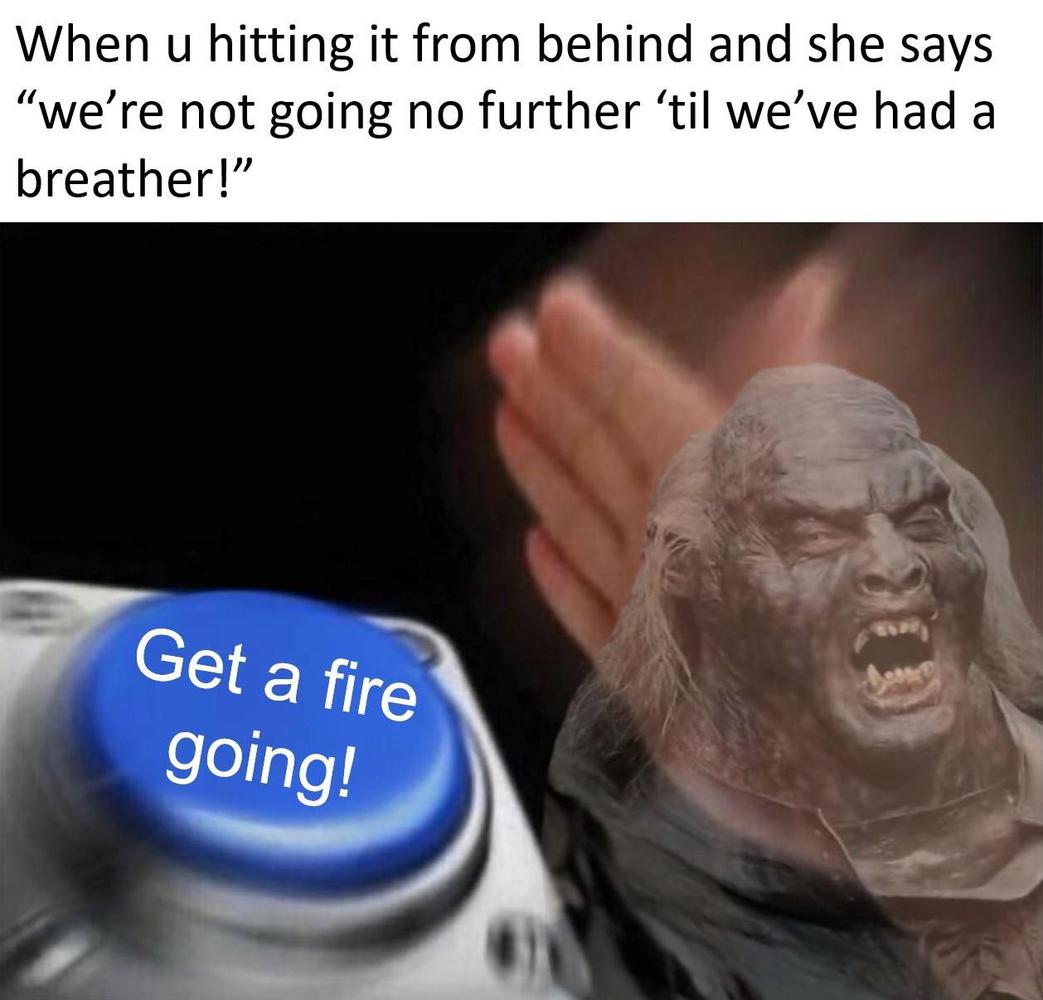 When u hitting it from behind and she says
“we’re not going no further ‘til we’ve had a
breather!”
Get a fire
going!